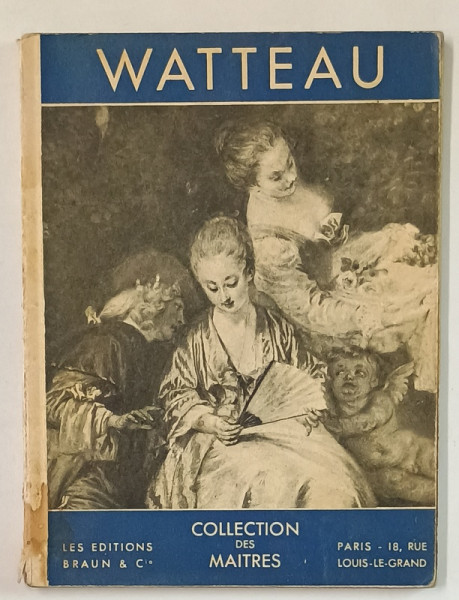 WATTEAU
LES EDITIONS
BRAUN & Cie
COLLECTION
DES
MAITRES
PARIS - 18, RUE
LOUIS-LE-GRAND